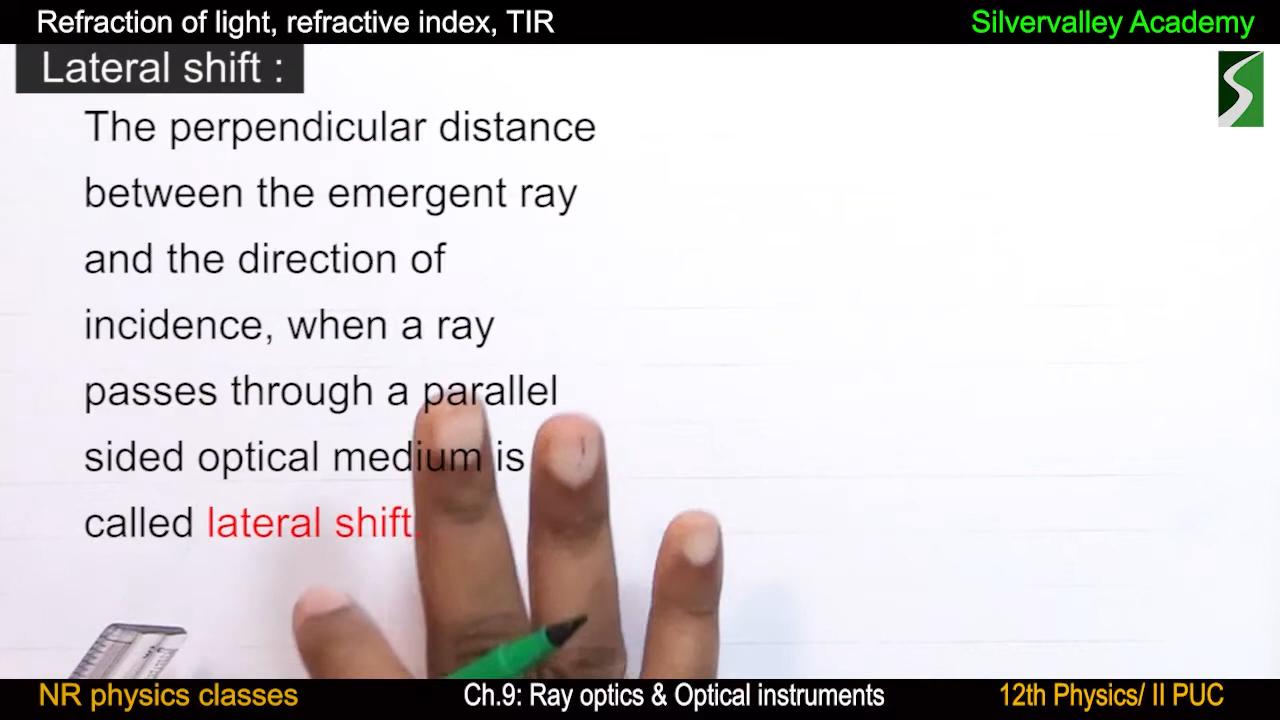 Refraction of light, refractive index, TIR
Silvervalley Academy
Lateral shift :
The perpendicular distance
between the emergent ray
and the direction of
incidence, when a ray
passes through a parallel
sided optical medium is
called lateral shift.
NR physics classes
Ch.9: Ray optics & Optical instruments
12th Physics/ II PUC